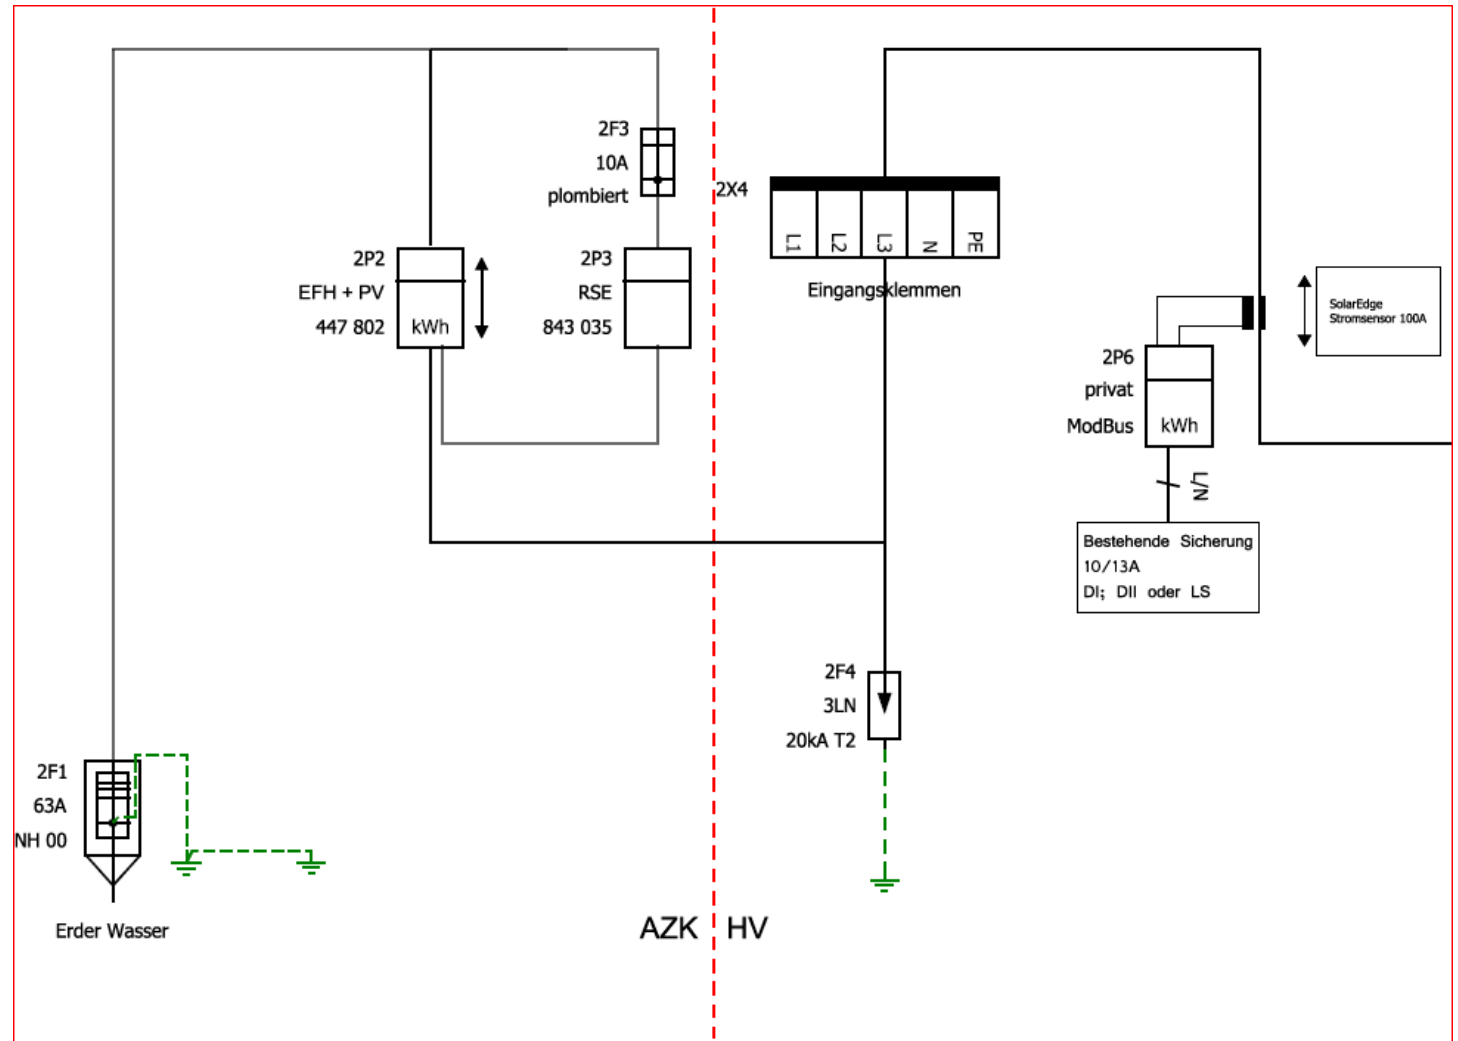 2F3
10A
plombiert
2P2
EFH + PV
447 802
kWh
2P3
RSE
843 035
2X4
L1
L2
L3
N
PE
Eingangsklemmen
SolarEdge
Stromsensor 100A
2P6
privat
ModBus
kWh
L/N
Bestehende Sicherung
10/13A
DI; DII oder LS
2F4
3LN
20kA T2
2F1
63A
NH 00
Erder Wasser
AZK
HV